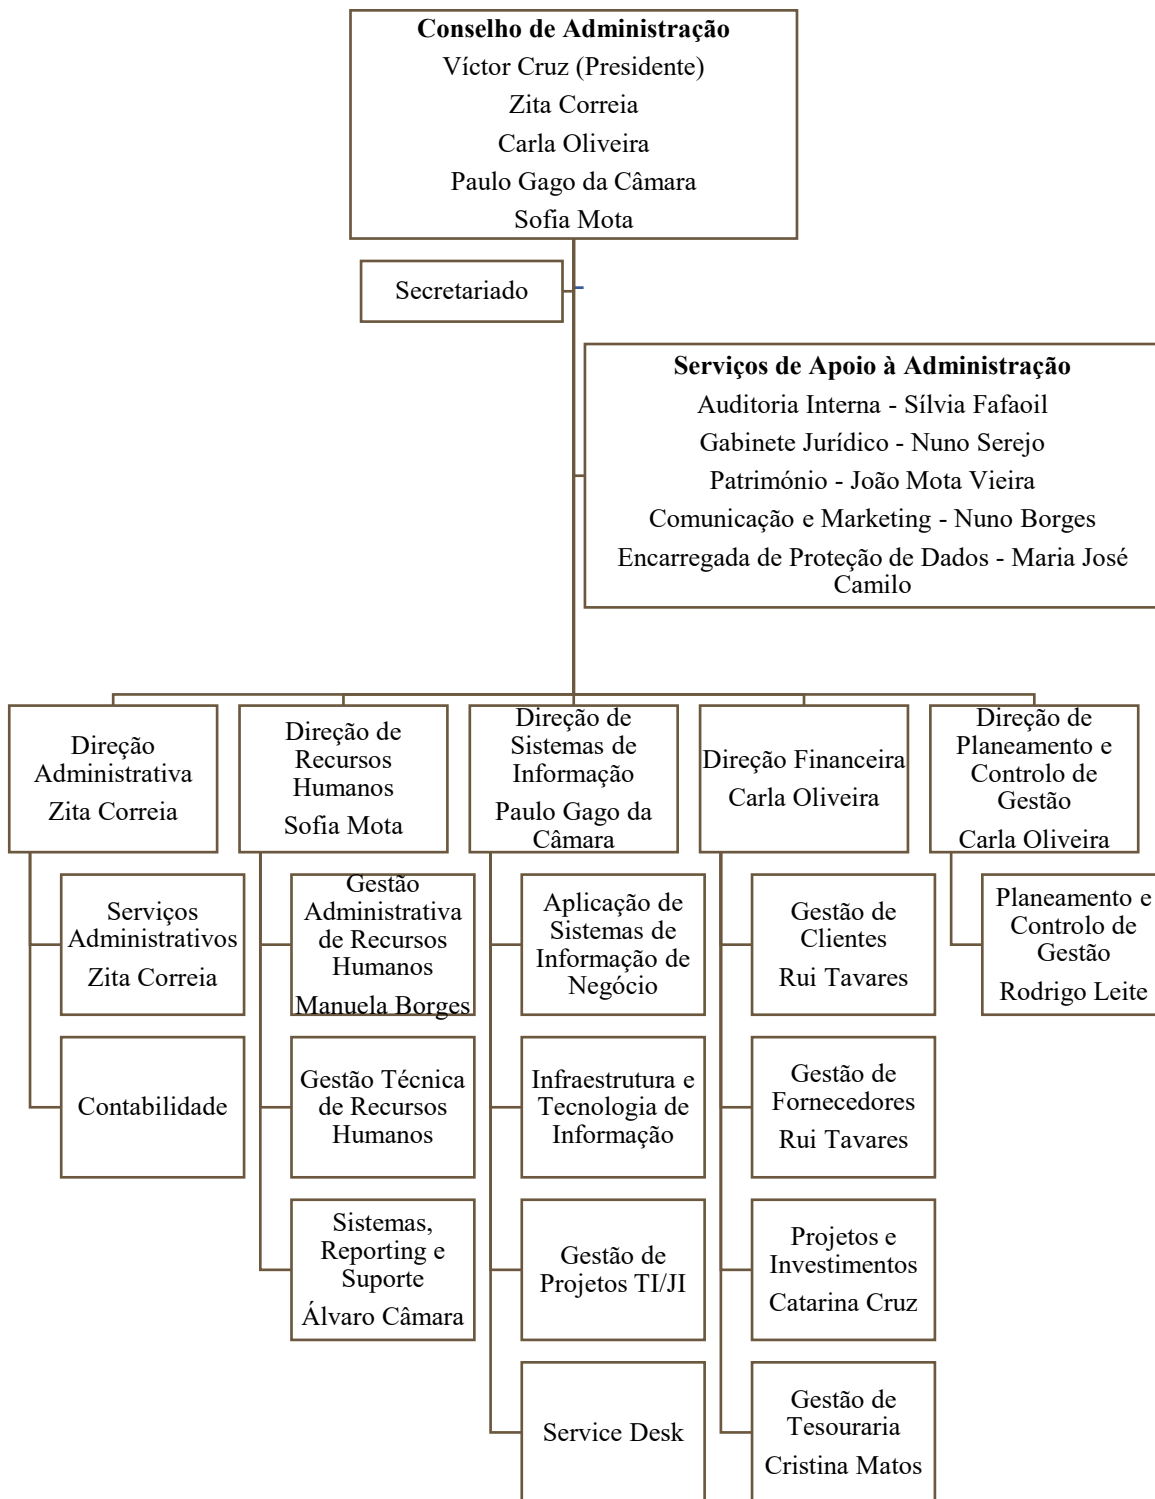 Conselho de Administração
Víctor Cruz (Presidente)
Zita Correia
Carla Oliveira
Paulo Gago da Câmara
Sofia Mota
Secretariado
Serviços de Apoio à Administração
Auditoria Interna - Sílvia Fafaoil
Gabinete Jurídico - Nuno Serejo
Património - João Mota Vieira
Comunicação e Marketing - Nuno Borges
Encarregada de Proteção de Dados - Maria José
Camilo
Direção
Administrativa
Zita Correia
Direção de
Recursos
Humanos
Sofia Mota
Direção de
Sistemas de
Informação
Paulo Gago da
Câmara
Direção Financeira
Carla Oliveira
Direção de
Planeamento e
Controlo de
Gestão
Carla Oliveira
Serviços
Administrativos
Zita Correia
Contabilidade
Gestão
Administrativa
de Recursos
Humanos
Manuela Borges
Gestão Técnica
de Recursos
Humanos
Sistemas,
Reporting e
Suporte
Álvaro Câmara
Aplicação de
Sistemas de
Informação de
Negócio
Infraestrutura e
Tecnologia de
Informação
Gestão de
Projetos TI/JI
Service Desk
Gestão de
Clientes
Rui Tavares
Gestão de
Fornecedores
Rui Tavares
Projetos e
Investimentos
Catarina Cruz
Gestão de
Tesouraria
Cristina Matos
Planeamento e
Controlo de
Gestão
Rodrigo Leite